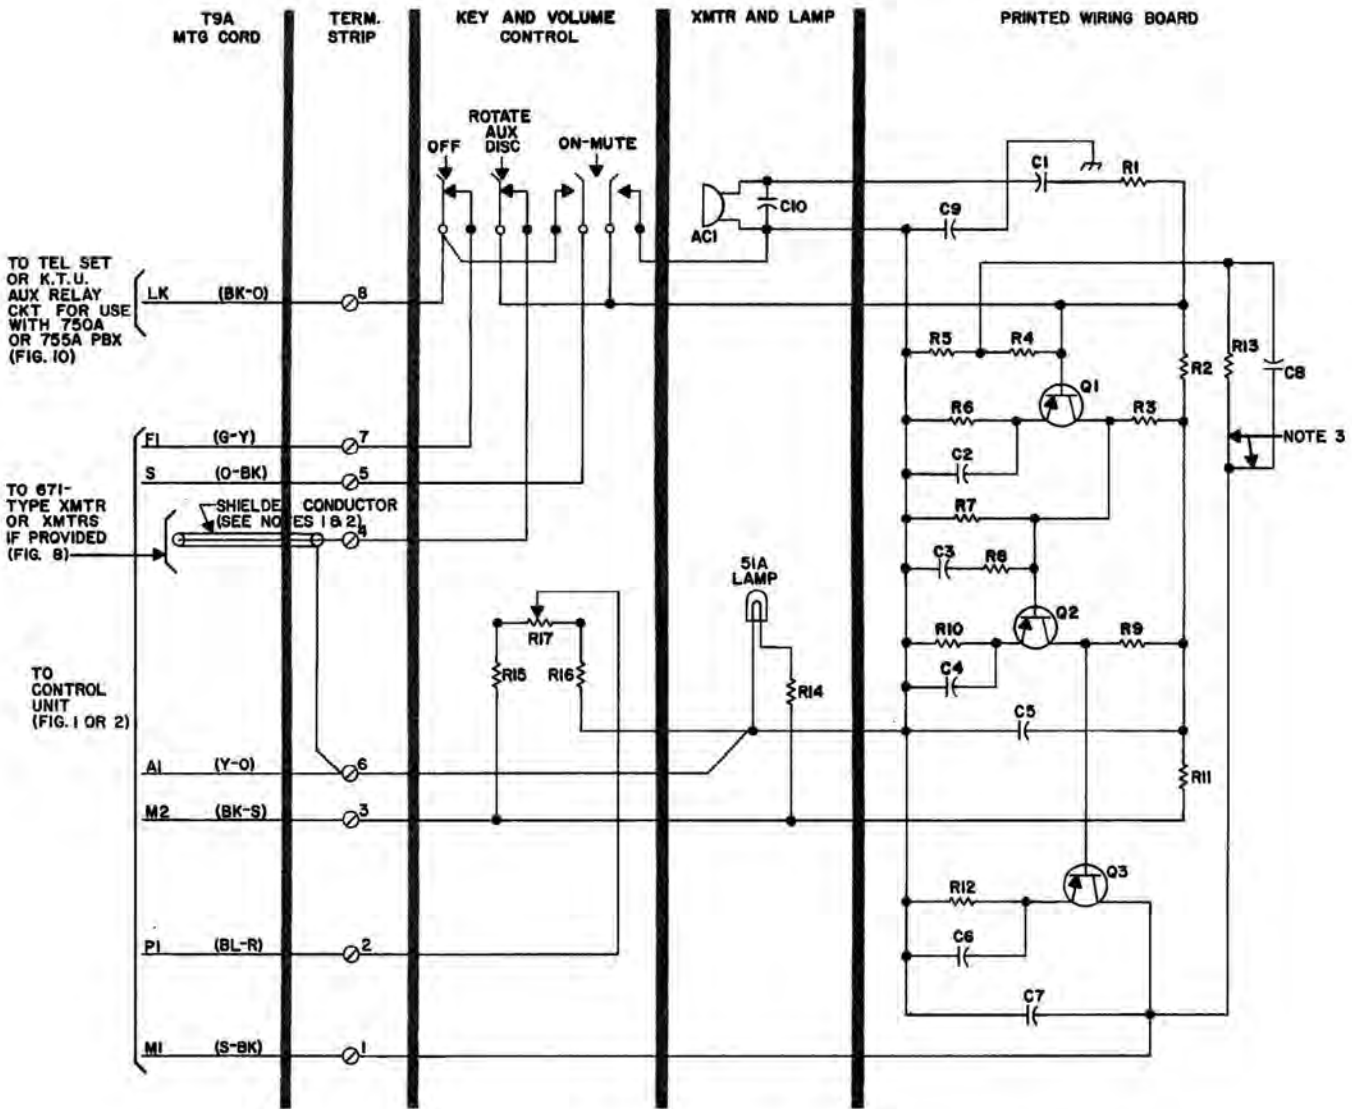 T9A
MTG CORD
TERM.
STRIP
KEY AND VOLUME
CONTROL
XMTR AND LAMP
PRINTED WIRING BOARD
OFF
ROTATE
AUX
DISC
ON-MUTE
AC1
C10
C9
C1
R1
TO TEL SET
OR K.T.U.
AUX RELAY
CKT FOR USE
WITH 750A
OR 755A PBX
(FIG. 10)
LK (BK-O) 8
R5
R4
R2
R13
C8
Q1
R6
R3
NOTE 3
C2
F1 (G-Y) 7
S (O-BK) 5
TO 671-
TYPE XMTR
OR XMTRS
IF PROVIDED
(FIG. 8)
SHIELDED CONDUCTOR
(SEE NOTES 1 & 2)
4
R7
C3
R8
51A
LAMP
Q2
R17
R10
R9
R15
R16
R14
C4
TO
CONTROL
UNIT
(FIG. 1 OR 2)
C5
A1 (Y-O) 6
R11
M2 (BK-S) 3
Q3
R12
P1 (BL-R) 2
C6
C7
M1 (S-BK) 1